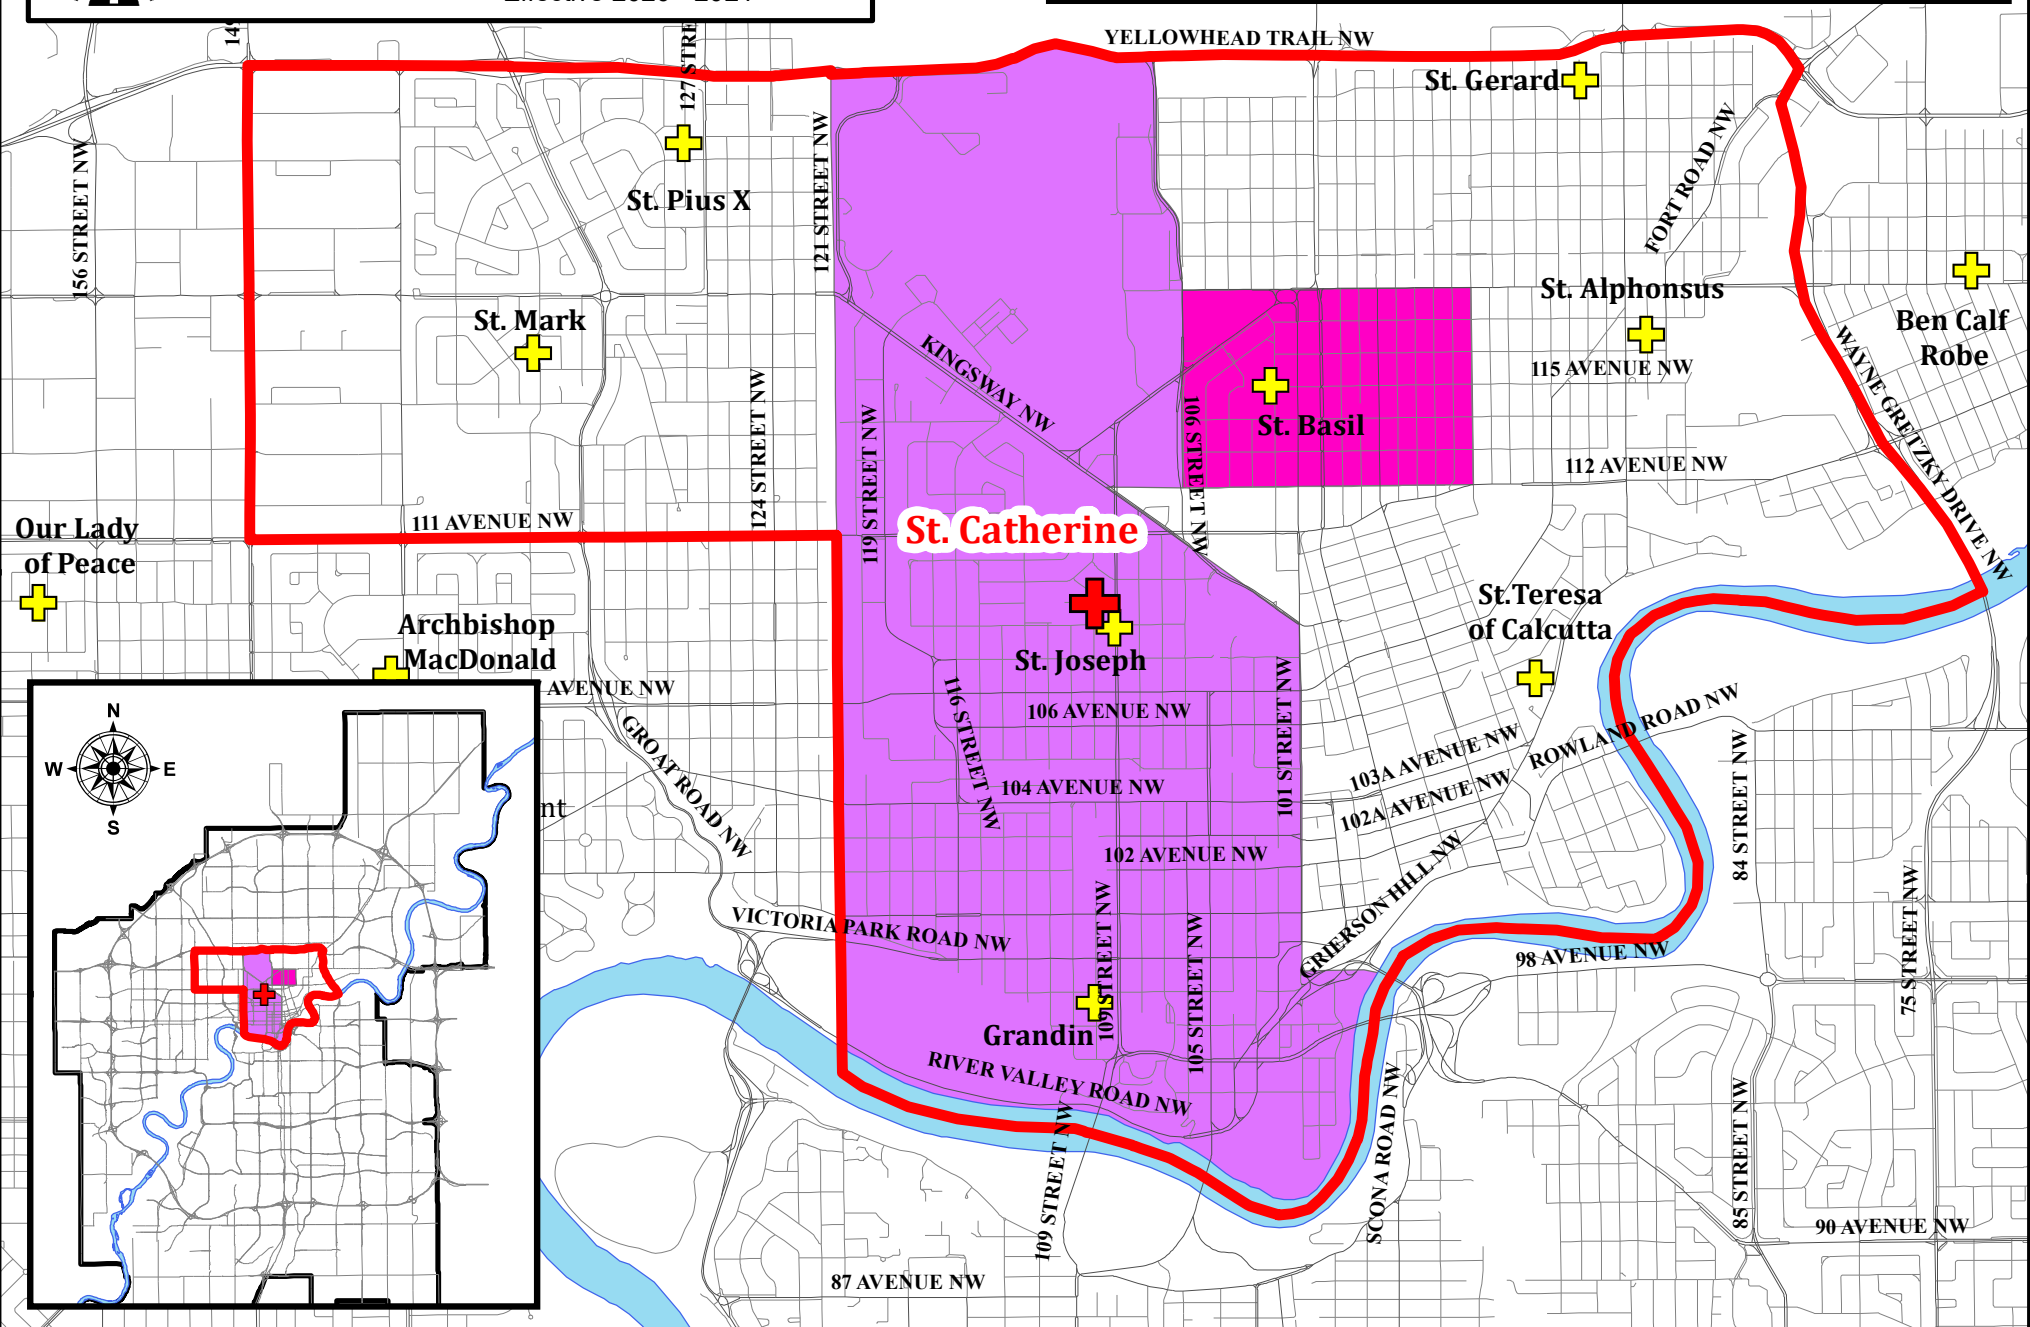 YELLOWHEAD TRAIL NW
127 STRE
St. Gerard
FORT ROAD NW
156 STREET NW
121 STREET NW
St. Pius X
St. Alphonsus
Ben Calf
Robe
St. Mark
KINGSWAY NW
115 AVENUE NW
WAYNE GRETZKY DRIVE NW
St. Basil
106 STREET NW
124 STREET NW
119 STREET NW
112 AVENUE NW
111 AVENUE NW
St. Catherine
Our Lady
of Peace
Archbishop
MacDonald
St. Joseph
St.Teresa
of Calcutta
AVENUE NW
116 STREET NW
106 AVENUE NW
101 STREET NW
GROAT ROAD NW
103A AVENUE NW
ROWLAND ROAD NW
104 AVENUE NW
102A AVENUE NW
84 STREET NW
N
W
E
S
nt
102 AVENUE NW
GRIERSON HILL NW
VICTORIA PARK ROAD NW
109 STREET NW
105 STREET NW
98 AVENUE NW
75 STREET NW
Grandin
RIVER VALLEY ROAD NW
109 STREET NW
SCONA ROAD NW
85 STREET NW
90 AVENUE NW
87 AVENUE NW